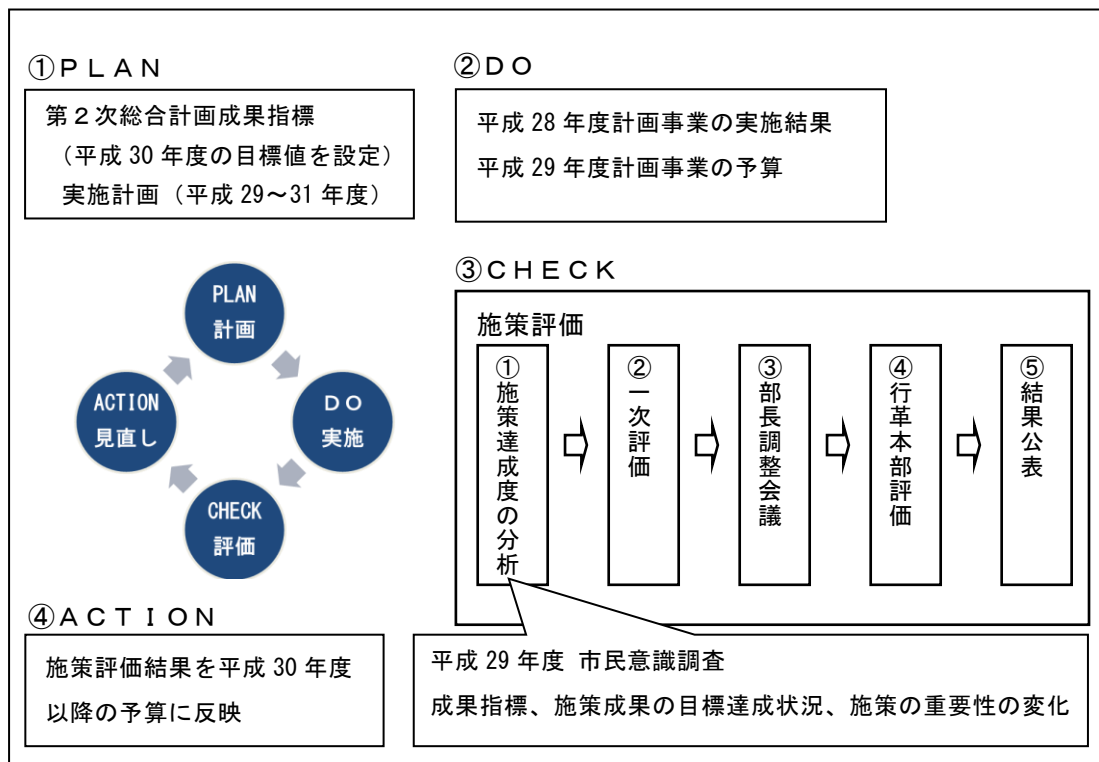 ①ＰＬＡＮ
第２次総合計画成果指標
（平成 30 年度の目標値を設定）
実施計画（平成 29～31 年度）
②ＤＯ
平成 28 年度計画事業の実施結果
平成 29 年度計画事業の予算
PLAN
計画
ＤＯ
実施
CHECK
評価
ACTION
見直し
③ＣＨＥＣＫ
施策評価
①施策達成度の分析
②一次評価
③部長調整会議
④行革本部評価
⑤結果公表
④ＡＣＴＩＯＮ
施策評価結果を平成 30 年度
以降の予算に反映
平成 29 年度 市民意識調査
成果指標、施策成果の目標達成状況、施策の重要性の変化